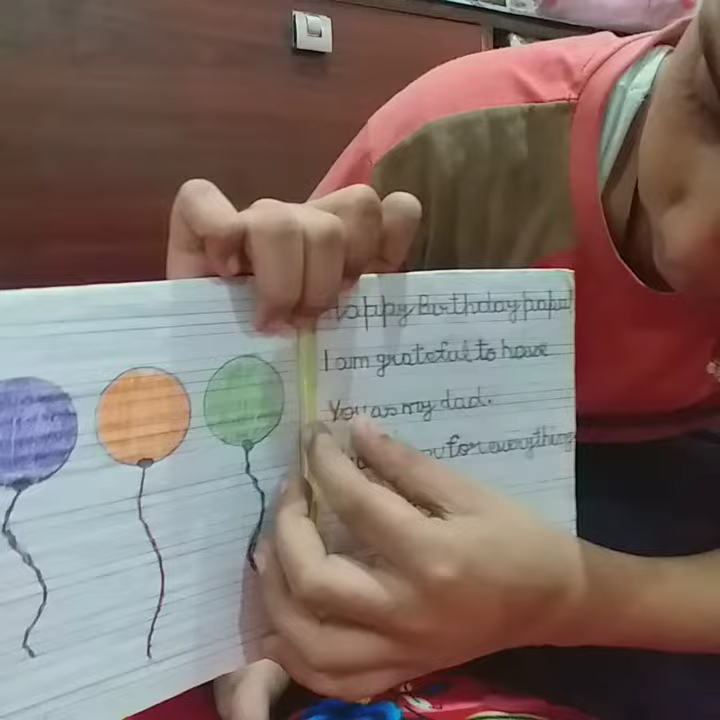 Happy Birthday papa
I am grateful to have
You as my dad.
for everything